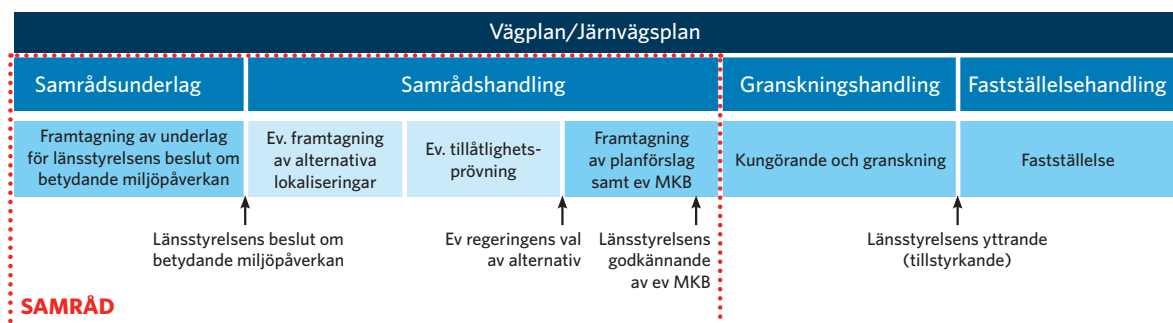 Vägplan/Järnvägsplan
Samrådsunderlag
Samrådshandling
Granskningshandling
Fastställelsehandling
Framtagning av underlag
för länsstyrelsens beslut om
betydande miljöpåverkan
Ev. framtagning
av alternativa
lokaliseringar
Ev. tillåtlighets-
prövning
Framtagning
av planförslag
samt ev MKB
Kungörande och granskning
Fastställelse
Länsstyrelsens beslut om
betydande miljöpåverkan
Ev regeringens val
av alternativ
Länsstyrelsens
godkännande
av ev MKB
Länsstyrelsens yttrande
(tillstyrkande)
SAMRÅD